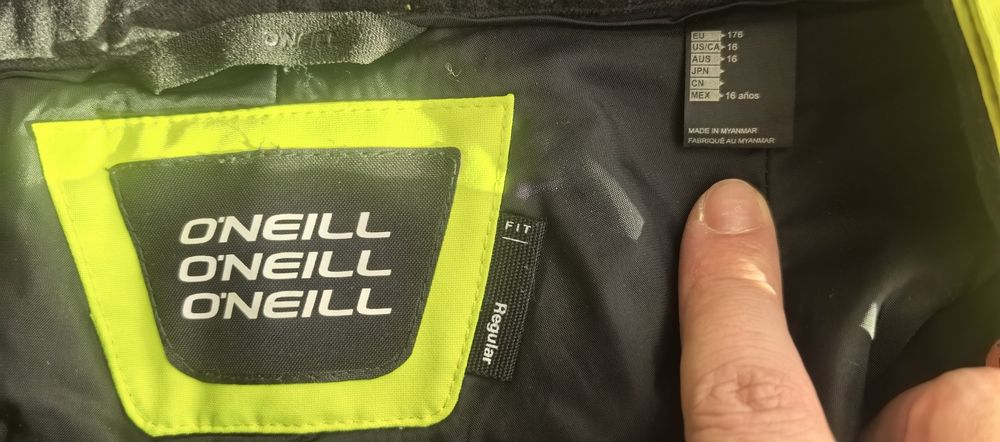 O'NEILL
O'NEILL
O'NEILL
O'NEILL
FIT
Regular
EU 176
US/CA 16
AUS 16
JPN
CN
MEX 16 años
MADE IN MYANMAR
FABRIQUÉ AU MYANMAR